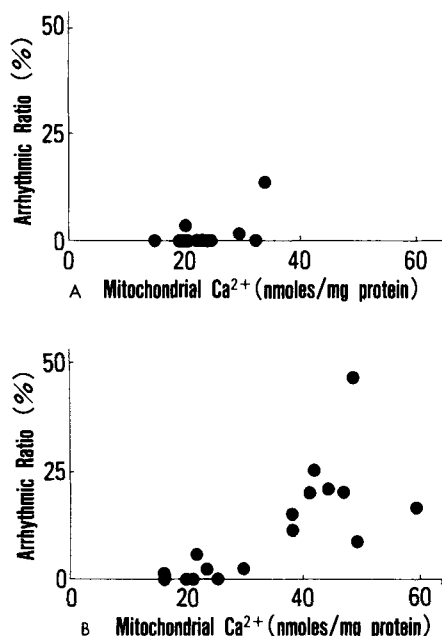 50
25
0
Arrhythmic Ratio (%)
0 20 40 60
A Mitochondrial Ca²⁺ (nmoles/mg protein)
50
25
0
Arrhythmic Ratio (%)
0 20 40 60
B Mitochondrial Ca²⁺ (nmoles/mg protein)